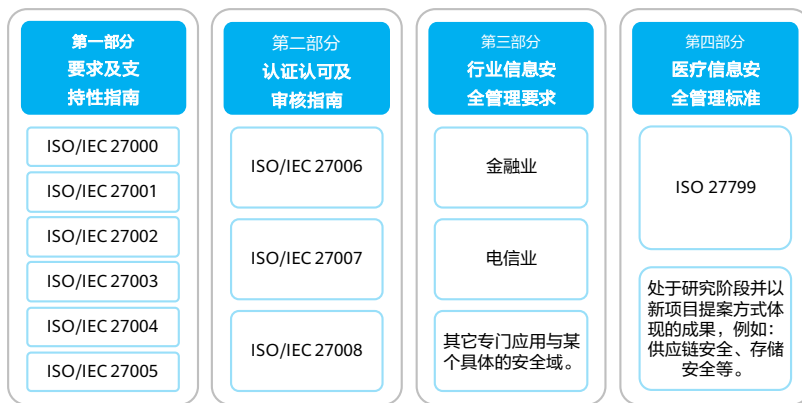 第一部分
要求及支
持性指南
ISO/IEC 27000
ISO/IEC 27001
ISO/IEC 27002
ISO/IEC 27003
ISO/IEC 27004
ISO/IEC 27005
第二部分
认证认可及
审核指南
ISO/IEC 27006
ISO/IEC 27007
ISO/IEC 27008
第三部分
行业信息安
全管理要求
金融业
电信业
其它专门应用与某
个具体的安全域。
第四部分
医疗信息安
全管理标准
ISO 27799
处于研究阶段并以
新项目提案方式体
现的成果，例如：
供应链安全、存储
安全等。